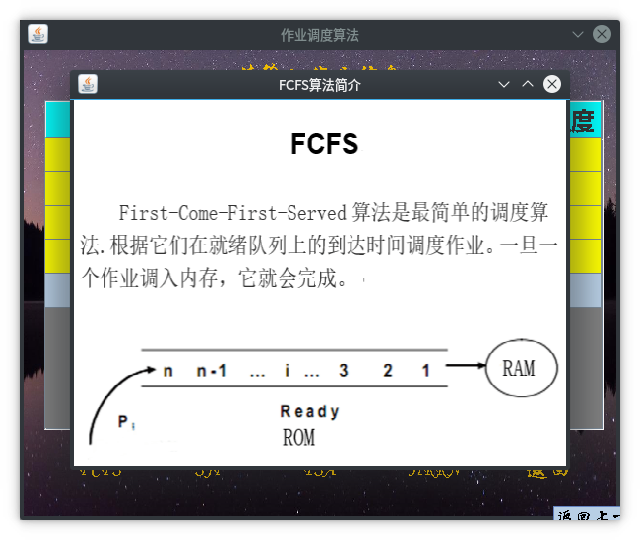 作业调度算法
FCFS算法简介
度
FCFS
First-Come-First-Served 算法是最简单的调度算
法.根据它们在就绪队列上的到达时间调度作业。一旦一
个作业调入内存，它就会完成。
n n-1 ... i ... 3 2 1
RAM
Pi
Ready
ROM